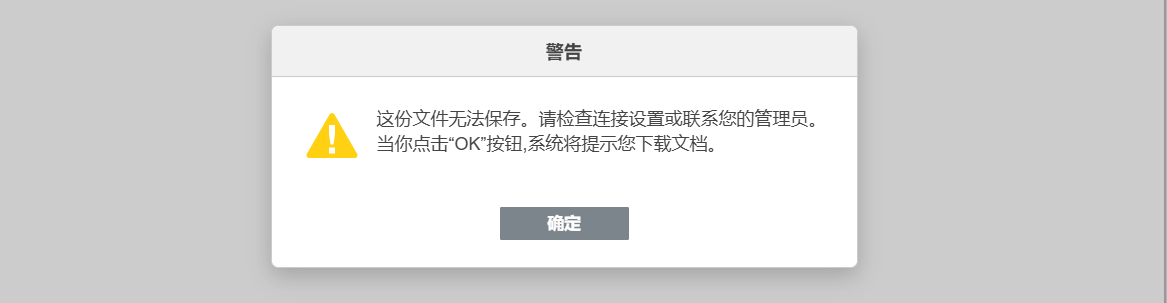 警告
这份文件无法保存。请检查连接设置或联系您的管理员。
当你点击“OK”按钮,系统将提示您下载文档。
确定